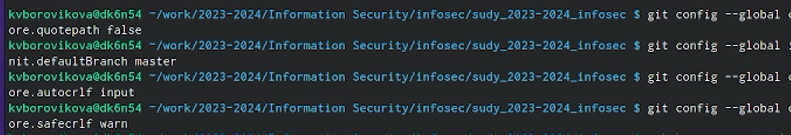 kvborovikova@dk6n54 ~/work/2023-2024/Information Security/infosec/sudy_2023-2024_infosec $ git config --global c
ore.quotepath false
kvborovikova@dk6n54 ~/work/2023-2024/Information Security/infosec/sudy_2023-2024_infosec $ git config --global i
nit.defaultBranch master
kvborovikova@dk6n54 ~/work/2023-2024/Information Security/infosec/sudy_2023-2024_infosec $ git config --global c
ore.autocrlf input
kvborovikova@dk6n54 ~/work/2023-2024/Information Security/infosec/sudy_2023-2024_infosec $ git config --global c
ore.safecrlf warn